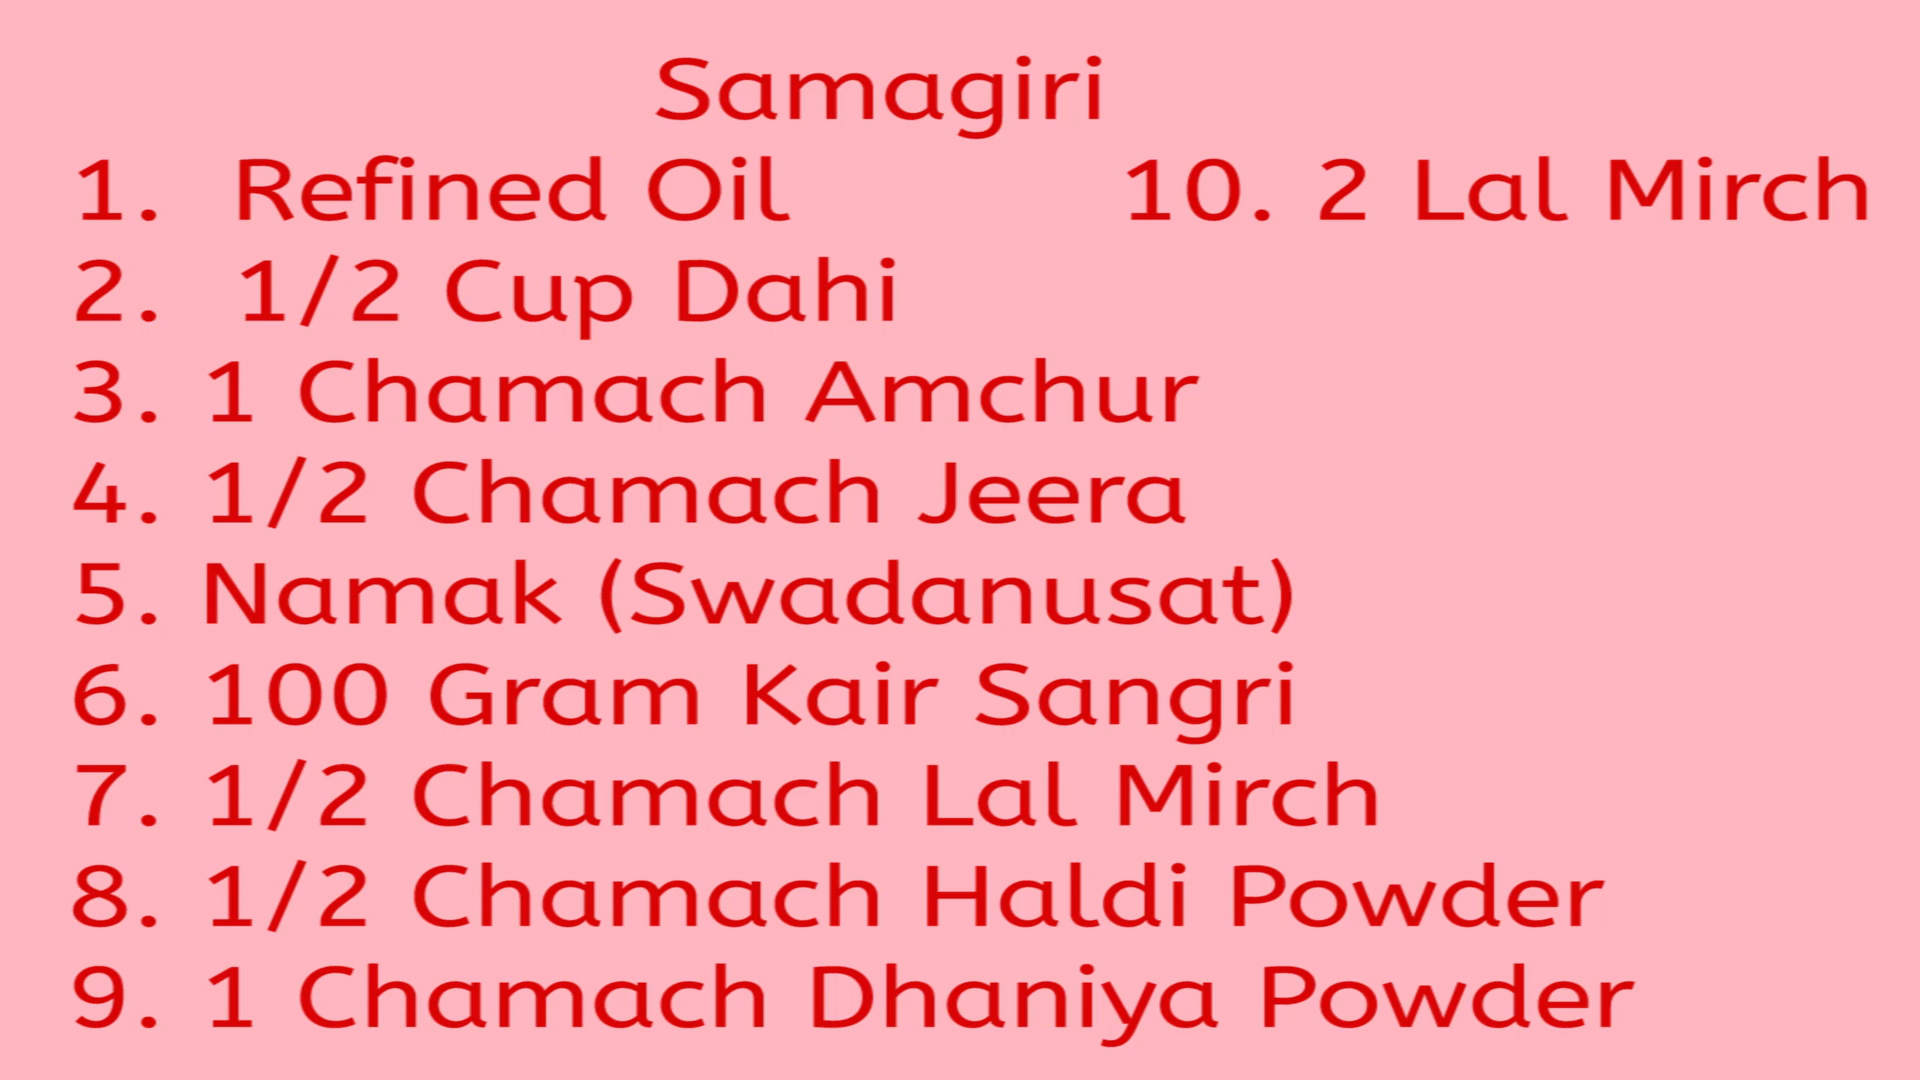 Samagiri
1. Refined Oil
10. 2 Lal Mirch
2. 1/2 Cup Dahi
3. 1 Chamach Amchur
4. 1/2 Chamach Jeera
5. Namak (Swadanusat)
6. 100 Gram Kair Sangri
7. 1/2 Chamach Lal Mirch
8. 1/2 Chamach Haldi Powder
9. 1 Chamach Dhaniya Powder